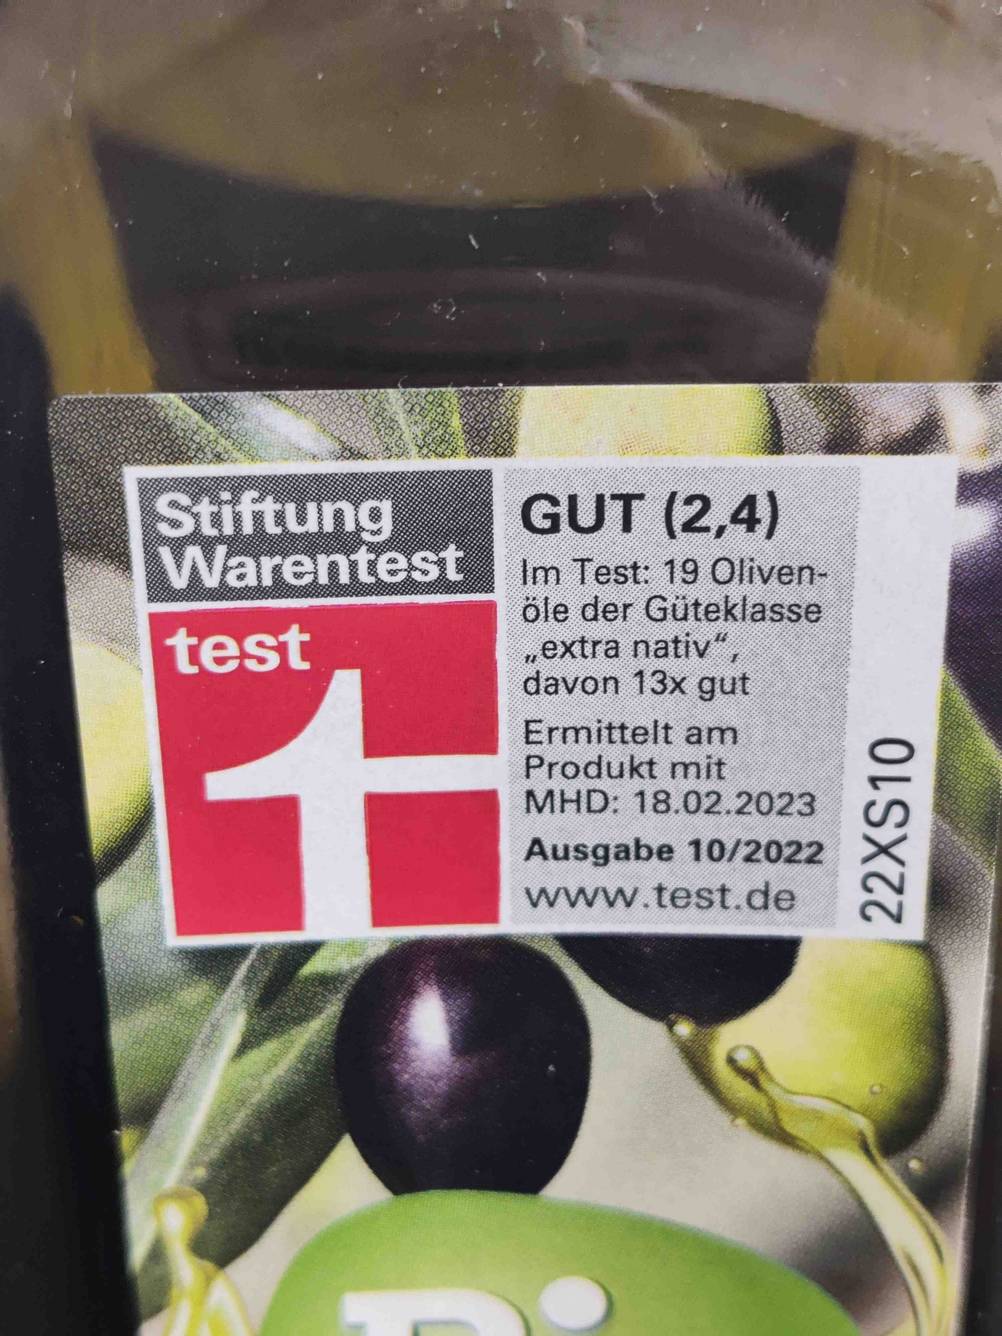 Stiftung
Warentest
test
GUT (2,4)
Im Test: 19 Oliven-
öle der Güteklasse
„extra nativ“,
davon 13x gut
Ermittelt am
Produkt mit
MHD: 18.02.2023
Ausgabe 10/2022
www.test.de
22XS10